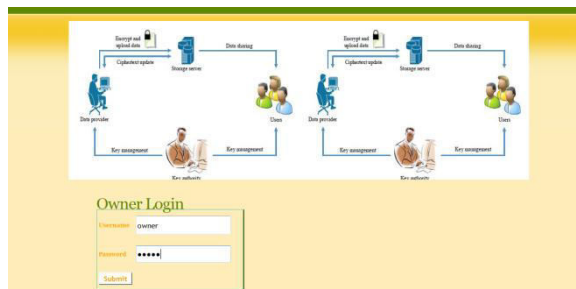 Encrypt and
upload data
Data sharing
Ciphertext update
Storage server
Data provider
Users
Key management
Key management
Key authority
Encrypt and
upload data
Data sharing
Ciphertext update
Storage server
Data provider
Users
Key management
Key management
Key authority
Owner Login
Username owner
Password •••••
Submit